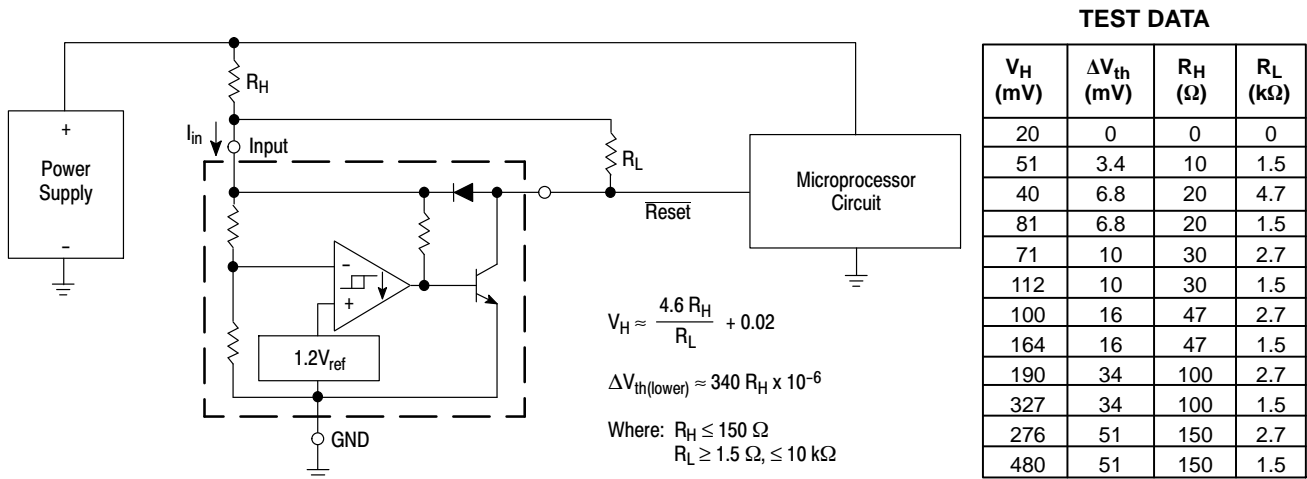 TEST DATA
R_H
I_in
Input
R_L
+
Power
Supply
−
Reset
Microprocessor
Circuit
−
+
1.2V_ref
GND
V_H ≈ 4.6 R_H / R_L + 0.02
ΔV_th(lower) ≈ 340 R_H x 10⁻⁶
Where: R_H ≤ 150 Ω
R_L ≥ 1.5 Ω, ≤ 10 kΩ
V_H (mV) ΔV_th (mV) R_H (Ω) R_L (kΩ)
20 0 0 0
51 3.4 10 1.5
40 6.8 20 4.7
81 6.8 20 1.5
71 10 30 2.7
112 10 30 1.5
100 16 47 2.7
164 16 47 1.5
190 34 100 2.7
327 34 100 1.5
276 51 150 2.7
480 51 150 1.5